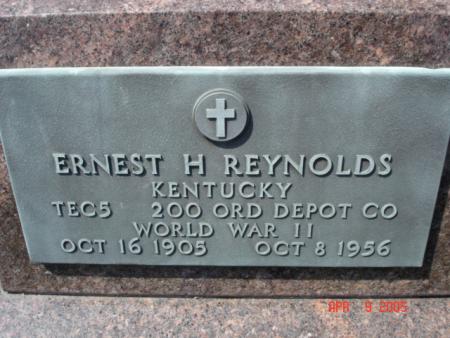 ERNEST H REYNOLDS
KENTUCKY
TEC5 200 ORD DEPOT CO
WORLD WAR II
OCT 16 1905 OCT 8 1956
APR 9 2005